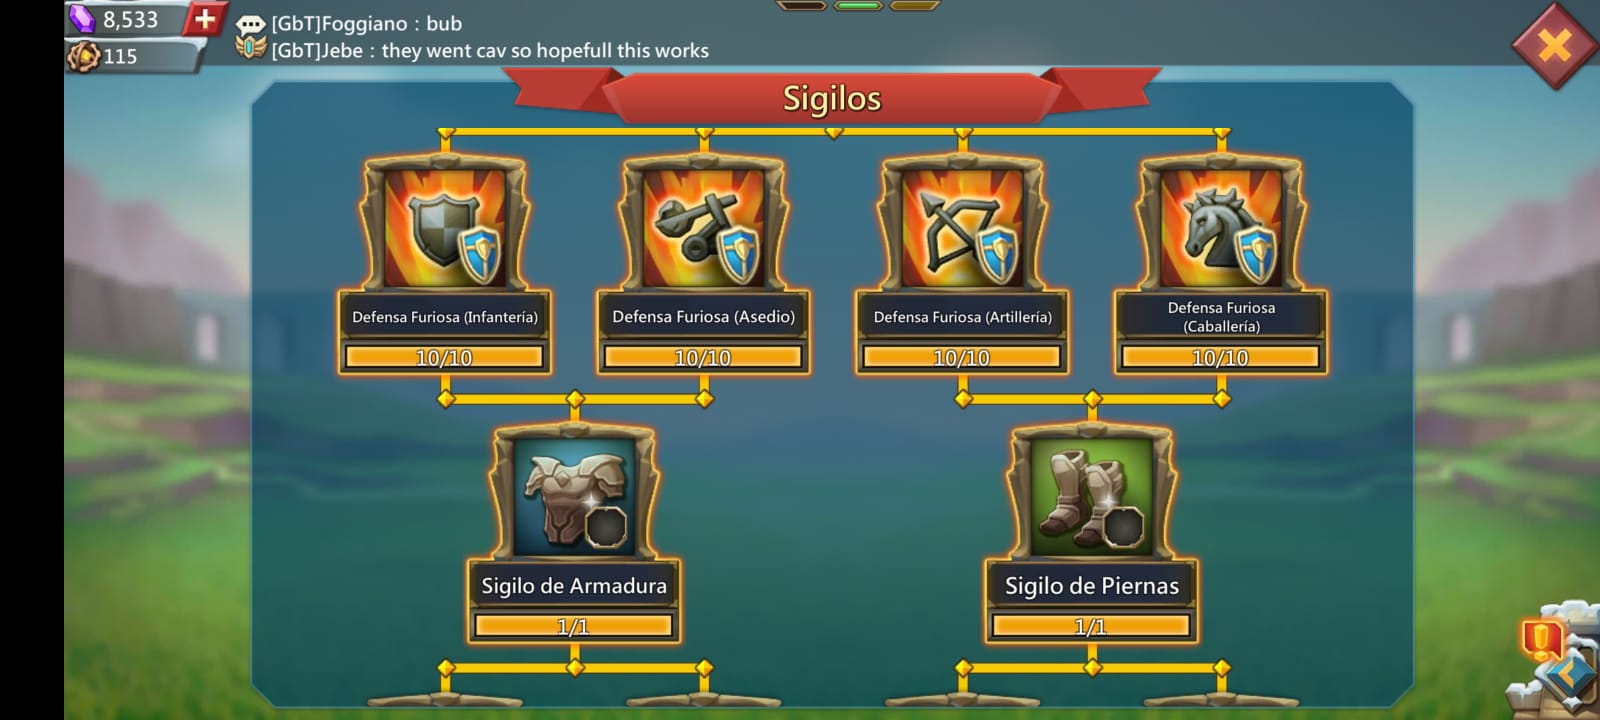 8,533
[GbT]Foggiano : bub
115
[GbT]Jebe : they went cav so hopefull this works
Sigilos
Defensa Furiosa (Infantería)
Defensa Furiosa (Asedio)
Defensa Furiosa (Artillería)
Defensa Furiosa
(Caballería)
10/10
10/10
10/10
10/10
Sigilo de Armadura
Sigilo de Piernas
1/1
1/1